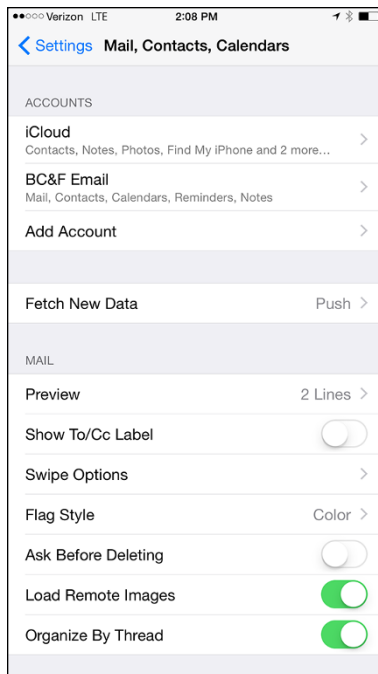 Verizon LTE 2:08 PM
Settings Mail, Contacts, Calendars
ACCOUNTS
iCloud
Contacts, Notes, Photos, Find My iPhone and 2 more...
BC&F Email
Mail, Contacts, Calendars, Reminders, Notes
Add Account
Fetch New Data Push
MAIL
Preview 2 Lines
Show To/Cc Label
Swipe Options
Flag Style Color
Ask Before Deleting
Load Remote Images
Organize By Thread